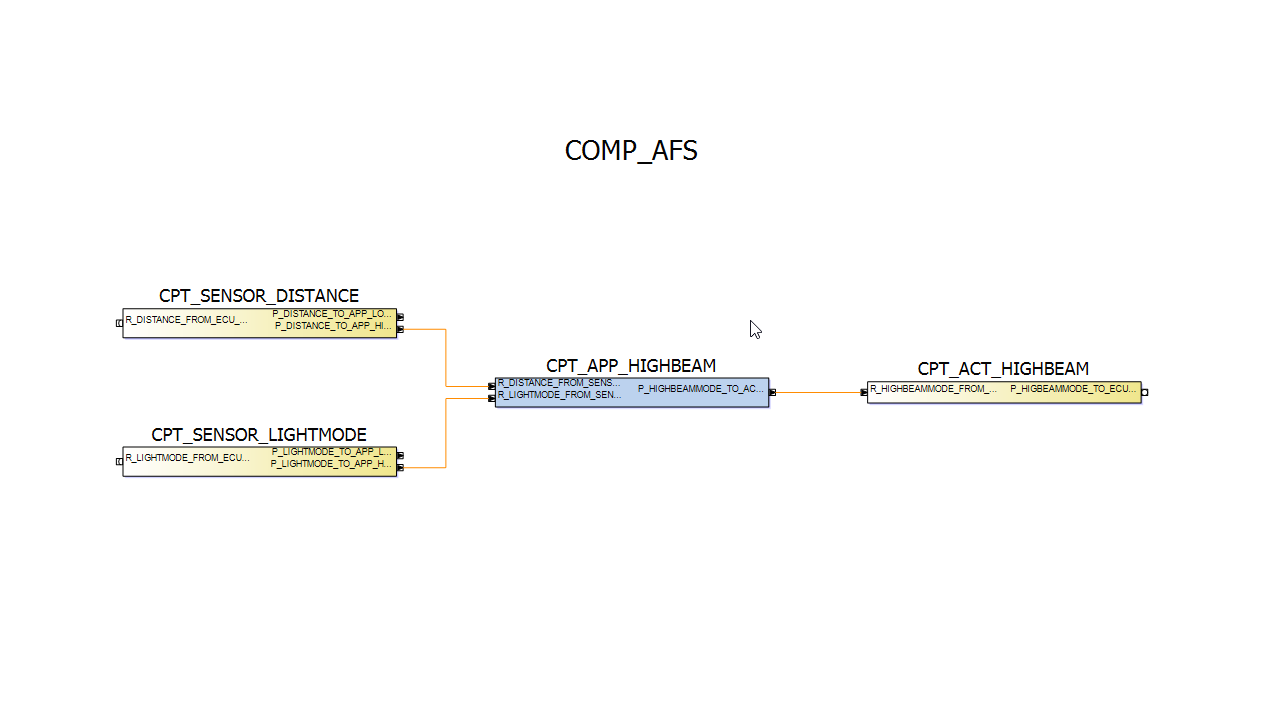 COMP_AFS
CPT_SENSOR_DISTANCE
R_DISTANCE_FROM_ECU_...
P_DISTANCE_TO_APP_LO...
P_DISTANCE_TO_APP_HI...
CPT_APP_HIGHBEAM
R_DISTANCE_FROM_SENS...
R_LIGHTMODE_FROM_SEN...
P_HIGHBEAMMODE_TO_AC...
CPT_ACT_HIGHBEAM
R_HIGHBEAMMODE_FROM_...
P_HIGBEAMMODE_TO_ECU...
CPT_SENSOR_LIGHTMODE
R_LIGHTMODE_FROM_ECU...
P_LIGHTMODE_TO_APP_L...
P_LIGHTMODE_TO_APP_H...